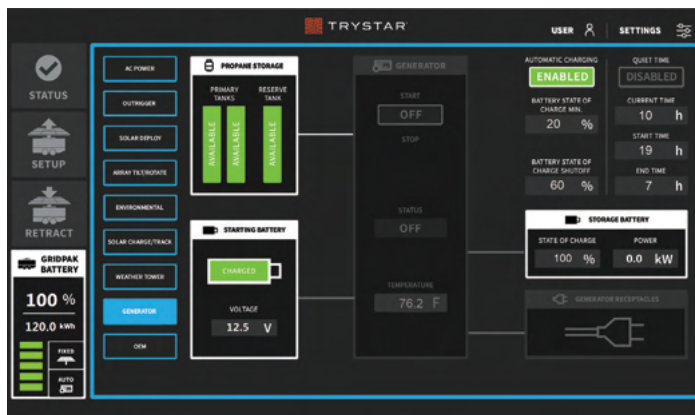 TRYSTAR
USER
SETTINGS
STATUS
SETUP
RETRACT
GRIDPAK
BATTERY
100 %
120.0 kWh
FIXED
AUTO
AC POWER
OUTRIGGER
SOLAR DEPLOY
ARRAY TILT/ROTATE
ENVIRONMENTAL
SOLAR CHARGE/TRACK
WEATHER TOWER
GENERATOR
OEM
PROPANE STORAGE
PRIMARY
TANKS
RESERVE
TANK
AVAILABLE
AVAILABLE
AVAILABLE
STARTING BATTERY
CHARGED
VOLTAGE
12.5 V
GENERATOR
START
OFF
STOP
STATUS
OFF
TEMPERATURE
76.2 F
AUTOMATIC CHARGING
ENABLED
BATTERY STATE OF
CHARGE MIN.
20 %
BATTERY STATE OF
CHARGE SHUTOFF
60 %
QUIET TIME
DISABLED
CURRENT TIME
10 h
START TIME
19 h
END TIME
7 h
STORAGE BATTERY
STATE OF CHARGE
100 %
POWER
0.0 kW
GENERATOR RECEPTACLES